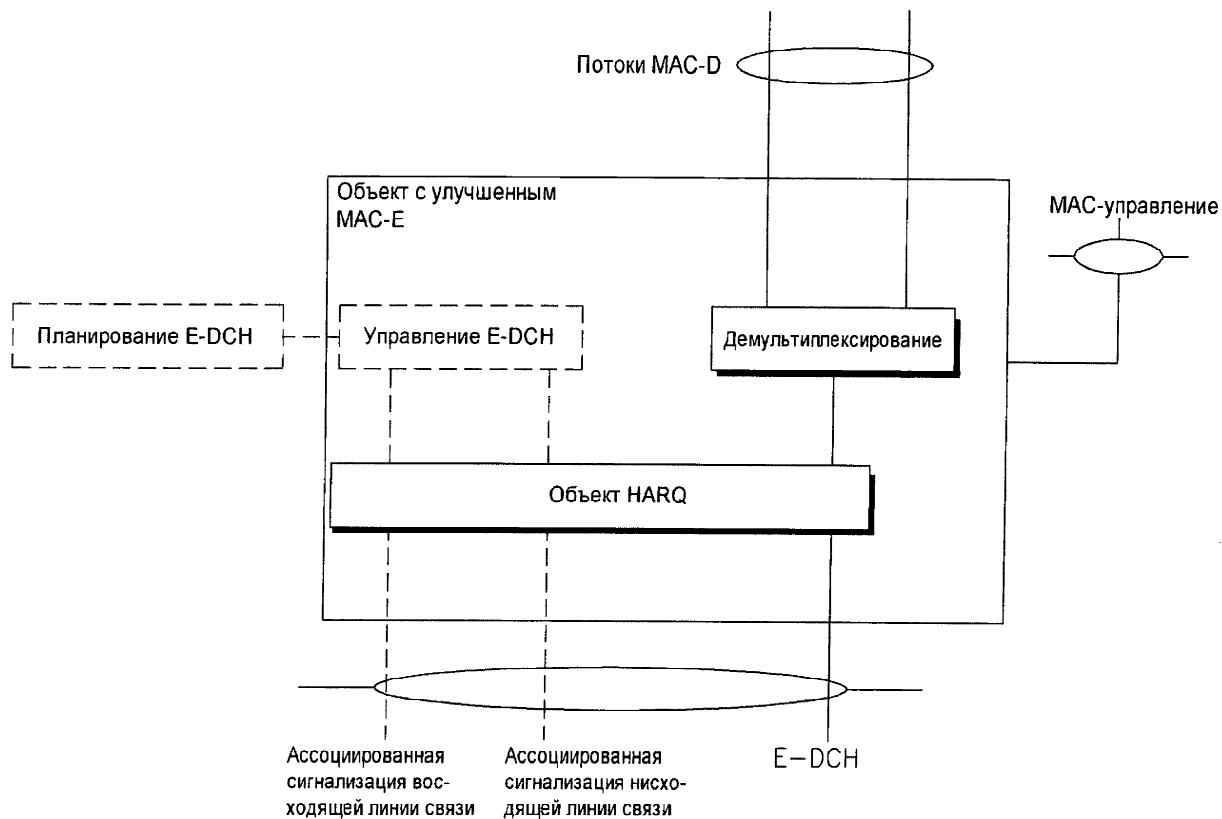 Потоки MAC-D
Объект с улучшенным
MAC-E
MAC-управление
Планирование E-DCH
Управление E-DCH
Демультиплексирование
Объект HARQ
Ассоциированная
сигнализация вос-
ходящей линии связи
Ассоциированная
сигнализация нисхо-
дящей линии связи
E-DCH